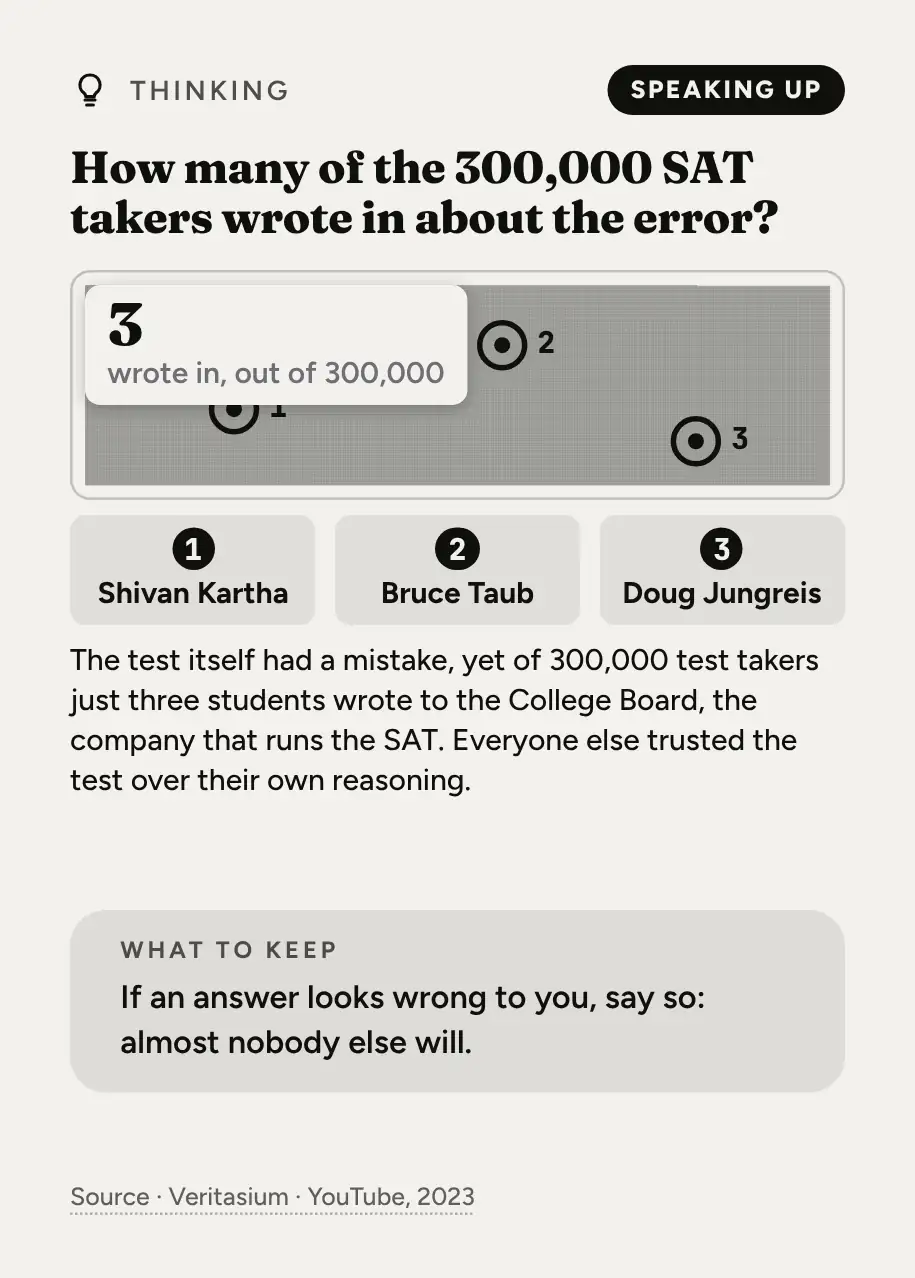 THINKING
SPEAKING UP
How many of the 300,000 SAT
takers wrote in about the error?
3
wrote in, out of 300,000
2
1
3
1
Shivan Kartha
2
Bruce Taub
3
Doug Jungreis
The test itself had a mistake, yet of 300,000 test takers
just three students wrote to the College Board, the
company that runs the SAT. Everyone else trusted the
test over their own reasoning.
WHAT TO KEEP
If an answer looks wrong to you, say so:
almost nobody else will.
Source · Veritasium · YouTube, 2023